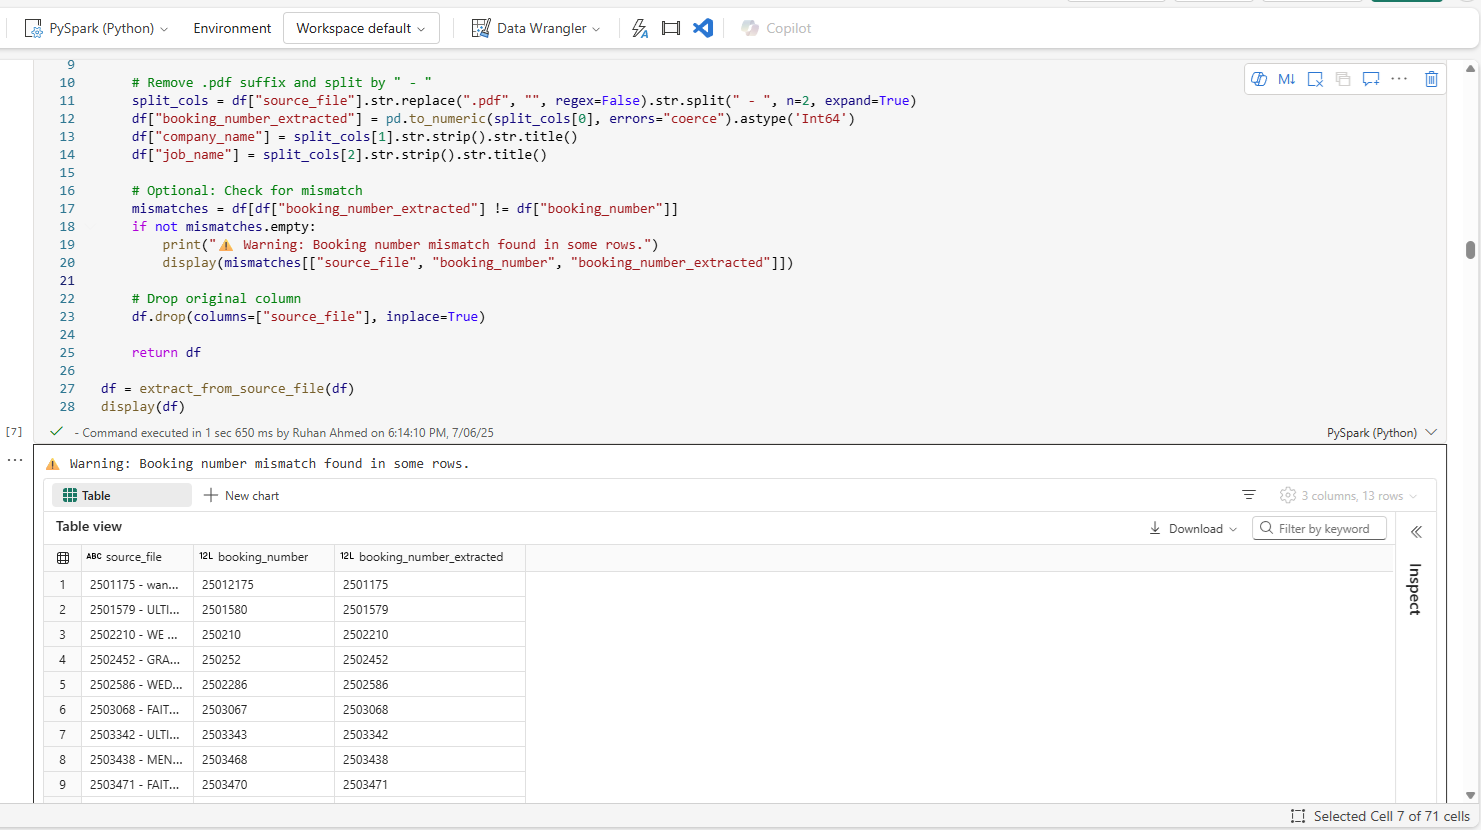 PySpark (Python) Environment Workspace default Data Wrangler Copilot
9
10 # Remove .pdf suffix and split by " - "
11 split_cols = df["source_file"].str.replace(".pdf", "", regex=False).str.split(" - ", n=2, expand=True)
12 df["booking_number_extracted"] = pd.to_numeric(split_cols[0], errors="coerce").astype('Int64')
13 df["company_name"] = split_cols[1].str.strip().str.title()
14 df["job_name"] = split_cols[2].str.strip().str.title()
15
16 # Optional: Check for mismatch
17 mismatches = df[df["booking_number_extracted"] != df["booking_number"]]
18 if not mismatches.empty:
19 print("⚠️ Warning: Booking number mismatch found in some rows.")
20 display(mismatches[["source_file", "booking_number", "booking_number_extracted"]])
21
22 # Drop original column
23 df.drop(columns=["source_file"], inplace=True)
24
25 return df
26
27 df = extract_from_source_file(df)
28 display(df)
M↓ ...
[7] - Command executed in 1 sec 650 ms by Ruhan Ahmed on 6:14:10 PM, 7/06/25 PySpark (Python)
⚠️ Warning: Booking number mismatch found in some rows.
Table New chart 3 columns, 13 rows
Table view Download Filter by keyword
ABC source_file 12L booking_number 12L booking_number_extracted
1 2501175 - wan... 25012175 2501175
2 2501579 - ULTI... 2501580 2501579
3 2502210 - WE ... 250210 2502210
4 2502452 - GRA... 250252 2502452
5 2502586 - WED... 2502286 2502586
6 2503068 - FAIT... 2503067 2503068
7 2503342 - ULTI... 2503343 2503342
8 2503438 - MEN... 2503468 2503438
9 2503471 - FAIT... 2503470 2503471
Inspect
Selected Cell 7 of 71 cells